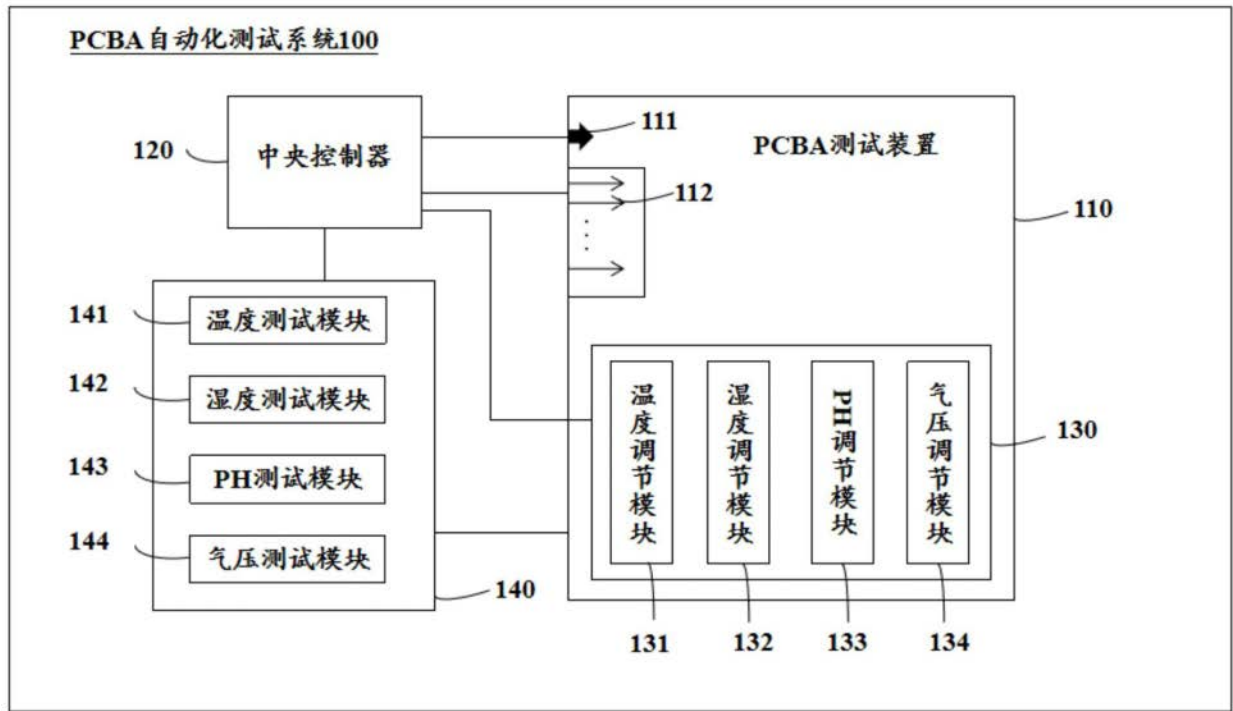 PCBA自动化测试系统100
120
中央控制器
111
PCBA测试装置
112
110
141
温度测试模块
142
湿度测试模块
143
PH测试模块
144
气压测试模块
140
温度调节模块
湿度调节模块
PH调节模块
气压调节模块
130
131
132
133
134